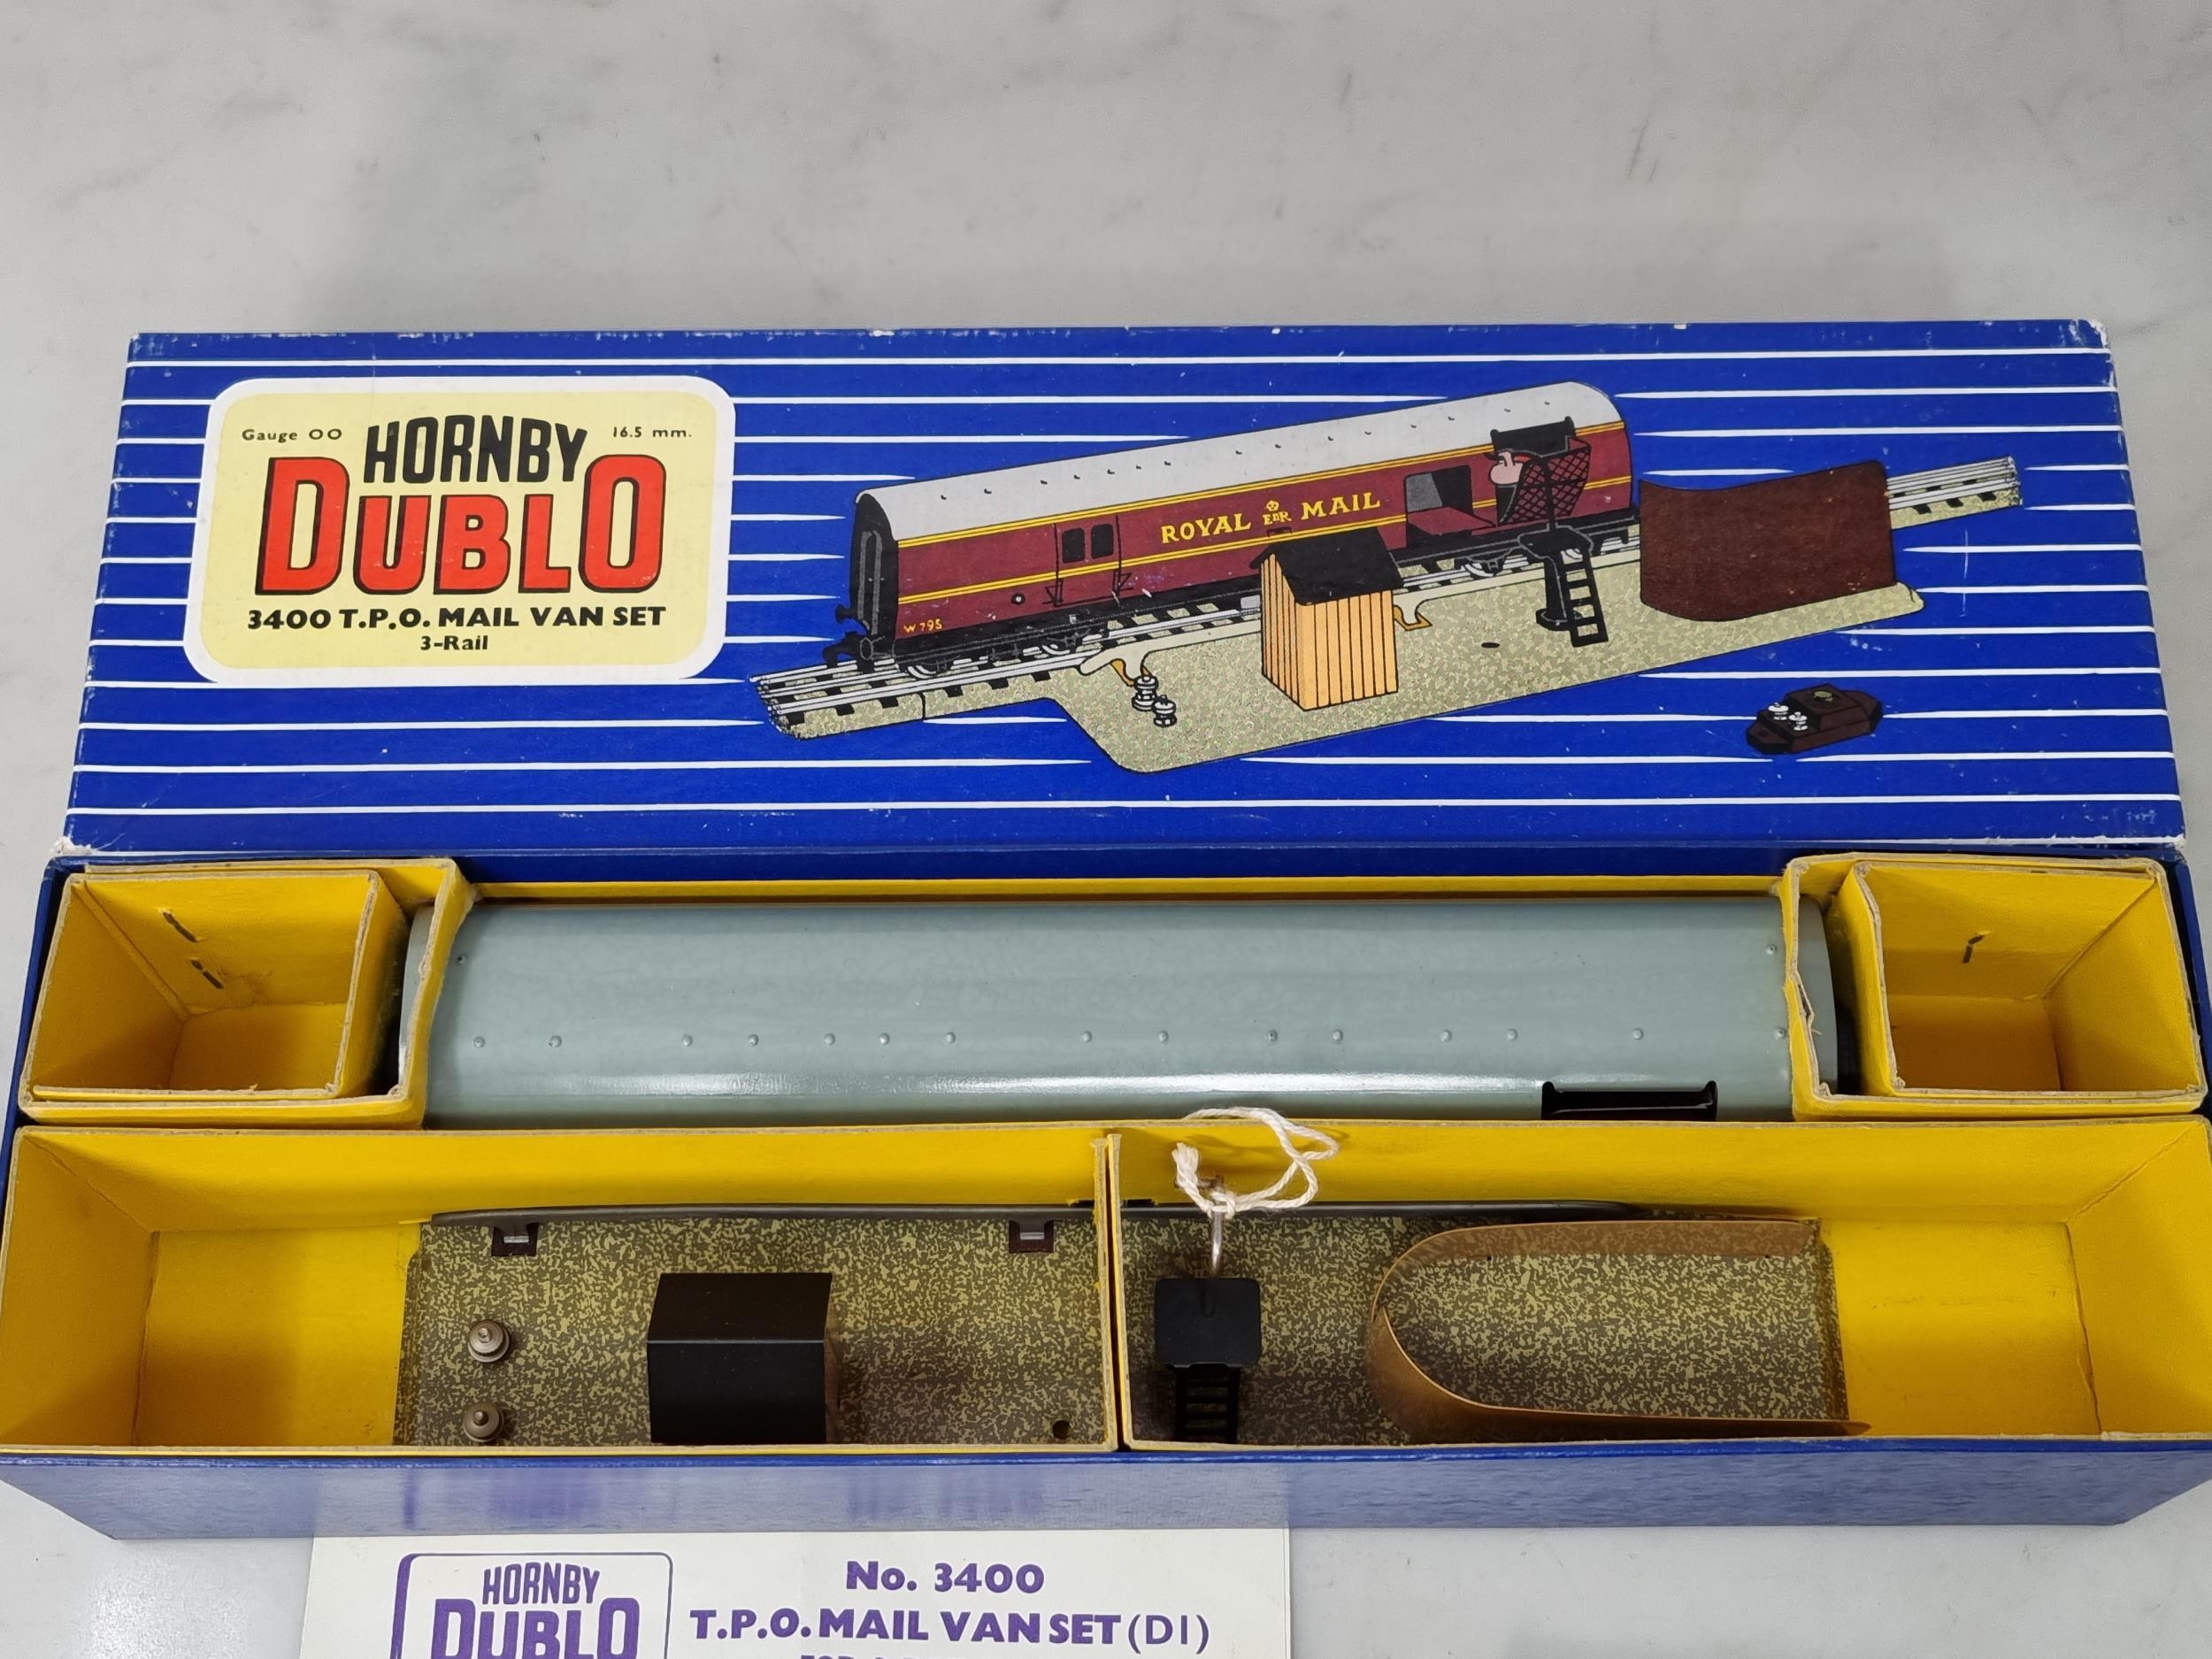 Gauge OO HORNBY 16.5 mm.
DUBLO
3400 T.P.O. MAIL VAN SET
3-Rail
ROYAL EIIR MAIL
W 795
HORNBY
DUBLO
No. 3400
T.P.O. MAIL VAN SET (D1)